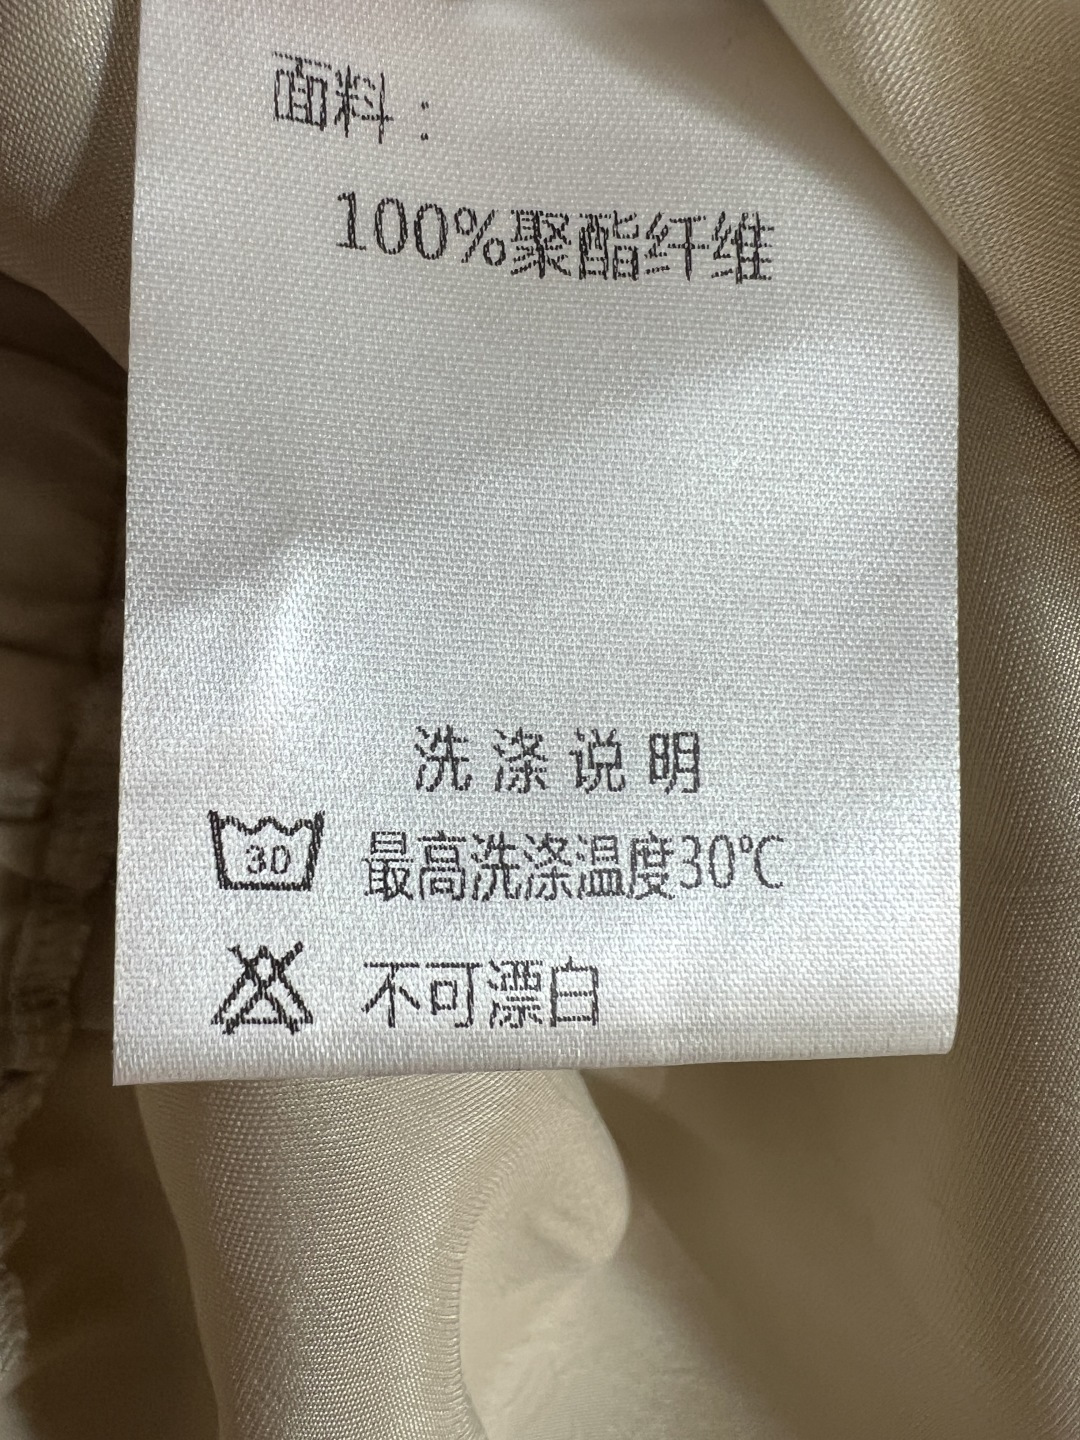 面料：
100%聚酯纤维
洗涤说明
30 最高洗涤温度30℃
不可漂白